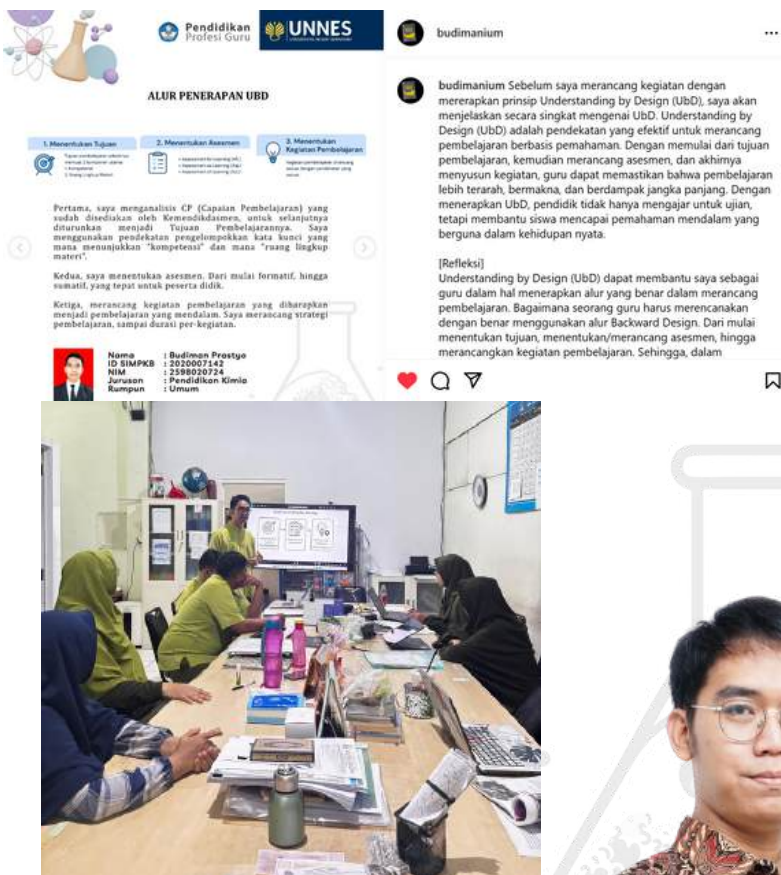 Pendidikan
Profesi Guru
UNNES
UNIVERSITAS NEGERI SEMARANG
ALUR PENERAPAN UBD
1. Menentukan Tujuan
2. Menentukan Asesmen
3. Menentukan
Kegiatan Pembelajaran
Pertama, saya menganalisis CP (Capaian Pembelajaran) yang
sudah disediakan oleh Kemendikdasmen, untuk selanjutnya
diturunkan menjadi Tujuan Pembelajarannya. Saya
menggunakan pendekatan pengelompokkan kata kunci yang
mana menunjukkan "kompetensi" dan mana "ruang lingkup
materi".
Kedua, saya menentukan asesmen. Dari mulai formatif, hingga
sumatif, yang tepat untuk peserta didik.
Ketiga, merancang kegiatan pembelajaran yang diharapkan
menjadi pembelajaran yang mendalam. Saya merancang strategi
pembelajaran, sampai durasi per-kegiatan.
Nama : Budiman Prastyo
ID SIMPKB : 2020007142
NIM : 2598020724
Jurusan : Pendidikan Kimia
Rumpun : Umum
budimanium
budimanium Sebelum saya merancang kegiatan dengan
mererapkan prinsip Understanding by Design (UbD), saya akan
menjelaskan secara singkat mengenai UbD. Understanding by
Design (UbD) adalah pendekatan yang efektif untuk merancang
pembelajaran berbasis pemahaman. Dengan memulai dari tujuan
pembelajaran, kemudian merancang asesmen, dan akhirnya
menyusun kegiatan, guru dapat memastikan bahwa pembelajaran
lebih terarah, bermakna, dan berdampak jangka panjang. Dengan
menerapkan UbD, pendidik tidak hanya mengajar untuk ujian,
tetapi membantu siswa mencapai pemahaman mendalam yang
berguna dalam kehidupan nyata.
[Refleksi]
Understanding by Design (UbD) dapat membantu saya sebagai
guru dalam hal menerapkan alur yang benar dalam merancang
pembelajaran. Bagaimana seorang guru harus merencanakan
dengan benar menggunakan alur Backward Design. Dari mulai
menentukan tujuan, menentukan/merancang asesmen, hingga
merancangkan kegiatan pembelajaran. Sehingga, dalam